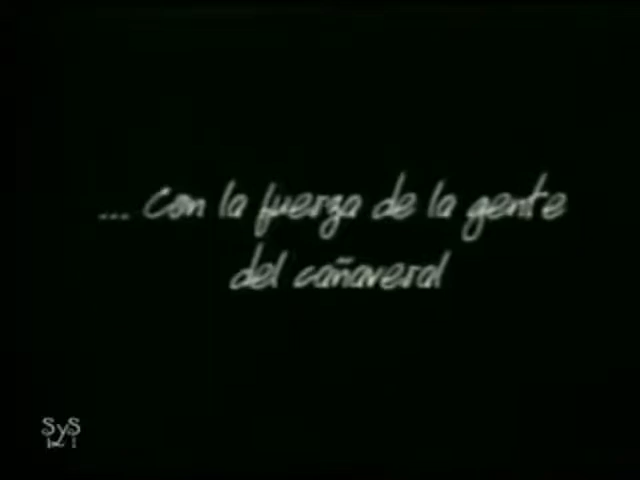 ... con la fuerza de la gente
del cañaveral
SyS